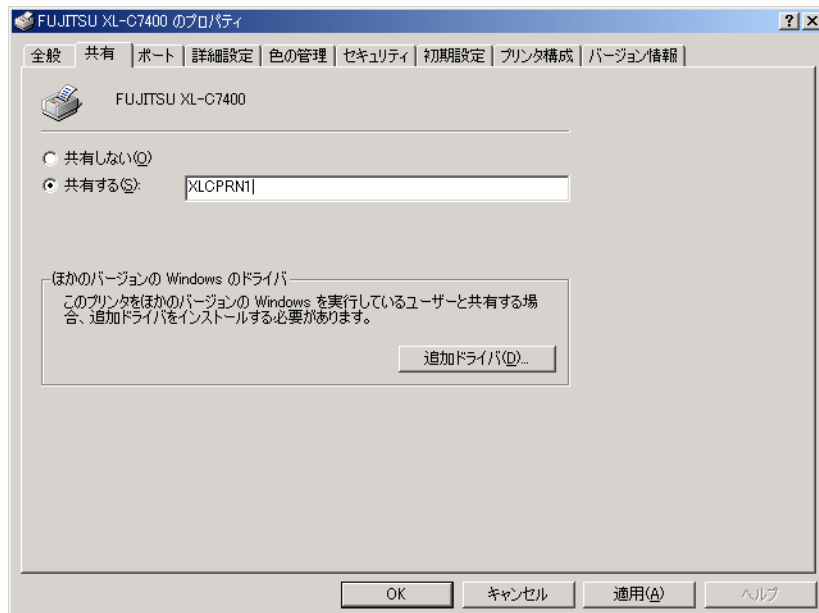 FUJITSU XL-C7400 のプロパティ
全般 共有 ポート 詳細設定 色の管理 セキュリティ 初期設定 プリンタ構成 バージョン情報
FUJITSU XL-C7400
共有しない(O)
共有する(S): XLCPRN1
ほかのバージョンの Windows のドライバ
このプリンタをほかのバージョンの Windows を実行しているユーザーと共有する場
合、追加ドライバをインストールする必要があります。
追加ドライバ(D)...
OK キャンセル 適用(A) ヘルプ